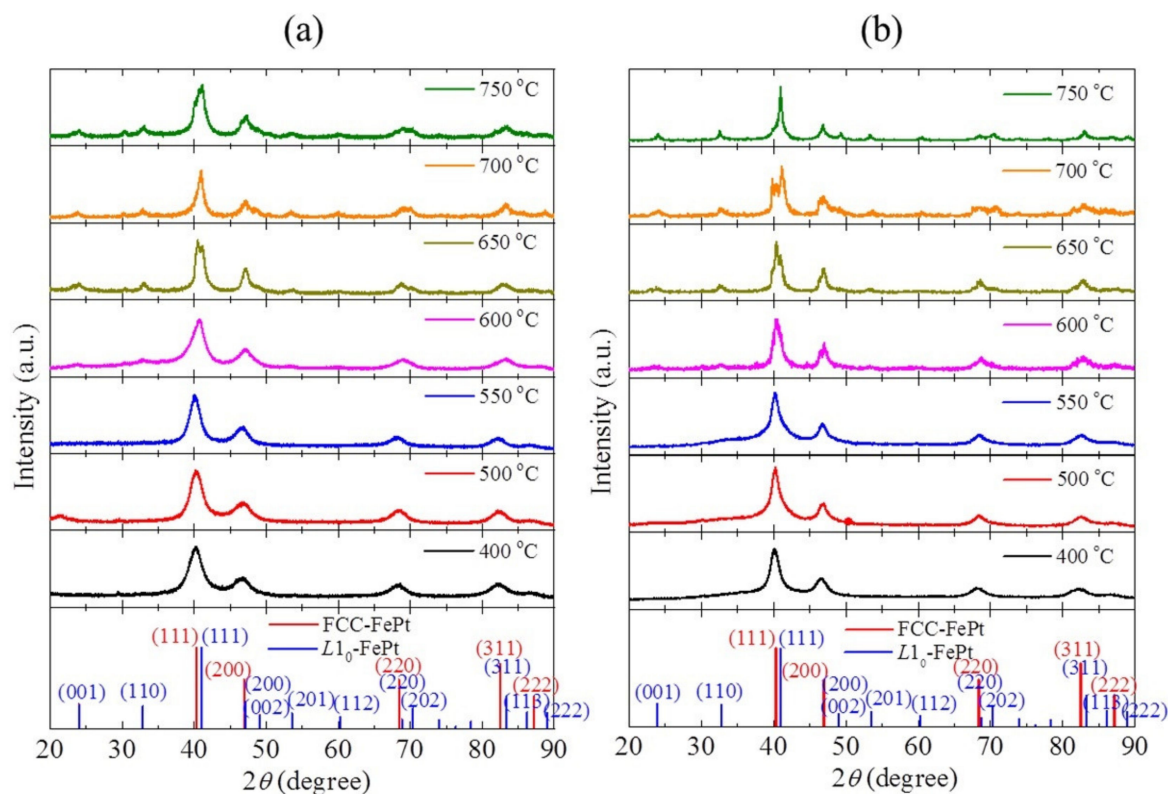 (a)
750 °C
700 °C
650 °C
600 °C
550 °C
500 °C
400 °C
FCC-FePt
L1₀-FePt
(111)
(111)
(200)
(200)
(002)
(001)
(110)
(201)
(112)
(220)
(220)
(202)
(311)
(311)
(222)
(113)
(222)
20 30 40 50 60 70 80 90
2θ (degree)
Intensity (a.u.)
(b)
750 °C
700 °C
650 °C
600 °C
550 °C
500 °C
400 °C
FCC-FePt
L1₀-FePt
(111)
(111)
(200)
(200)
(002)
(001)
(110)
(201)
(112)
(220)
(220)
(202)
(311)
(311)
(222)
(113)
(222)
20 30 40 50 60 70 80 90
2θ (degree)
Intensity (a.u.)